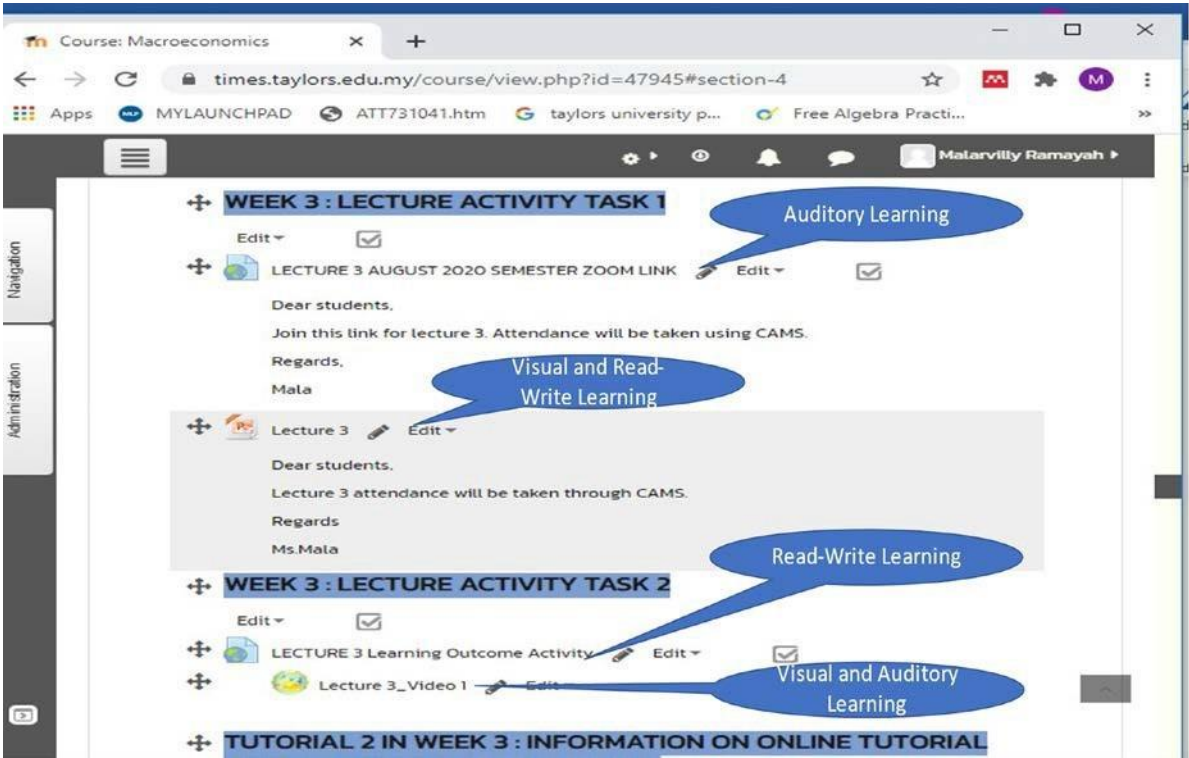 Course: Macroeconomics
times.taylors.edu.my/course/view.php?id=47945#section-4
M
Apps MLP MYLAUNCHPAD ATT731041.htm G taylors university p... Free Algebra Practi... »
Malarvilly Ramayah
Navigation
Administration
WEEK 3 : LECTURE ACTIVITY TASK 1
Auditory Learning
Edit
LECTURE 3 AUGUST 2020 SEMESTER ZOOM LINK Edit
Dear students,
Join this link for lecture 3. Attendance will be taken using CAMS.
Regards,
Mala
Visual and Read-
Write Learning
Lecture 3 Edit
Dear students,
Lecture 3 attendance will be taken through CAMS.
Regards
Ms.Mala
Read-Write Learning
WEEK 3 : LECTURE ACTIVITY TASK 2
Edit
LECTURE 3 Learning Outcome Activity Edit
Lecture 3_Video 1 Edit
Visual and Auditory
Learning
TUTORIAL 2 IN WEEK 3 : INFORMATION ON ONLINE TUTORIAL